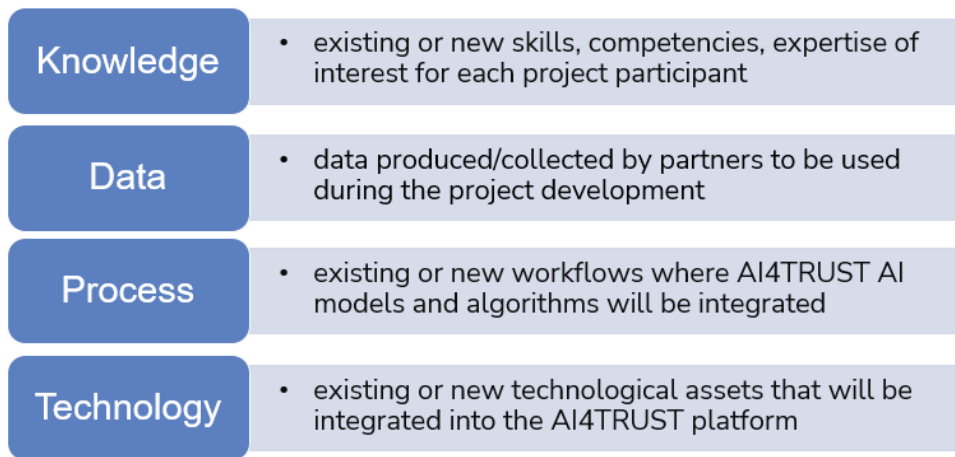 Knowledge
• existing or new skills, competencies, expertise of
interest for each project participant
Data
• data produced/collected by partners to be used
during the project development
Process
• existing or new workflows where AI4TRUST AI
models and algorithms will be integrated
Technology
• existing or new technological assets that will be
integrated into the AI4TRUST platform